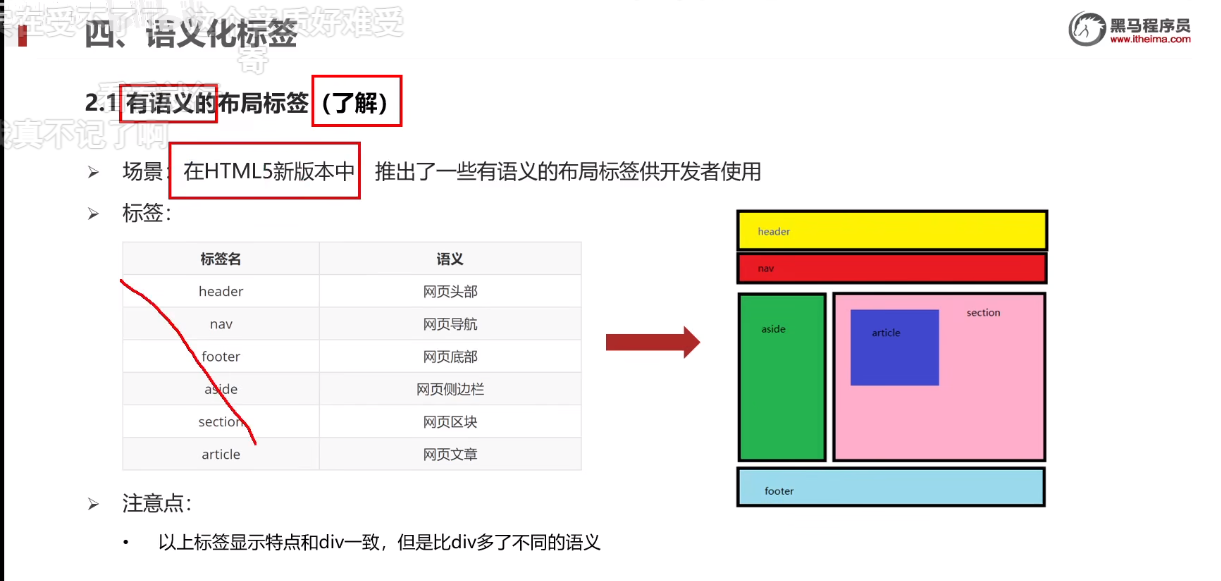 四、语义化标签
黑马程序员
www.itheima.com
2.1 有语义的布局标签（了解）
场景：在HTML5新版本中 推出了一些有语义的布局标签供开发者使用
标签：
标签名 语义
header 网页头部
nav 网页导航
footer 网页底部
aside 网页侧边栏
section 网页区块
article 网页文章
header
nav
aside
section
article
footer
注意点：
以上标签显示特点和div一致，但是比div多了不同的语义
我真不记了啊